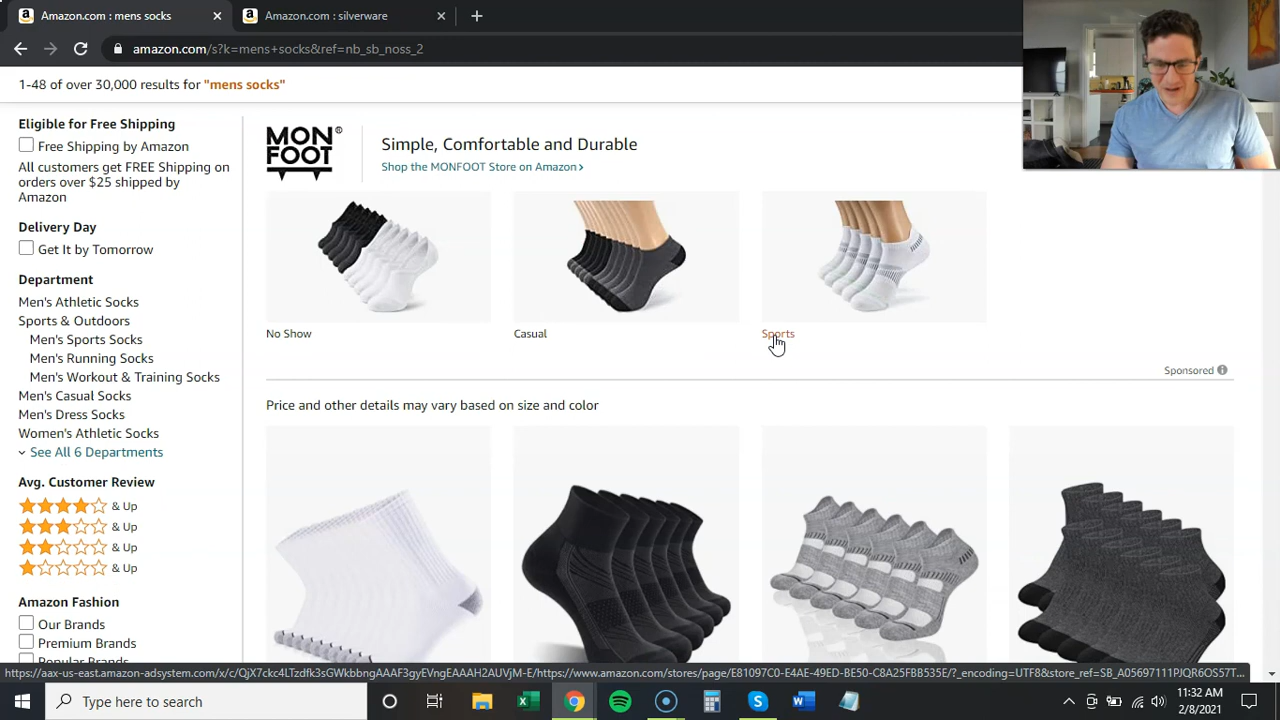 Amazon.com : mens socks
Amazon.com : silverware
amazon.com/s?k=mens+socks&ref=nb_sb_noss_2
1-48 of over 30,000 results for "mens socks"
Eligible for Free Shipping
Free Shipping by Amazon
All customers get FREE Shipping on
orders over $25 shipped by
Amazon
Delivery Day
Get It by Tomorrow
Department
Men's Athletic Socks
Sports & Outdoors
Men's Sports Socks
Men's Running Socks
Men's Workout & Training Socks
Men's Casual Socks
Men's Dress Socks
Women's Athletic Socks
See All 6 Departments
Avg. Customer Review
& Up
& Up
& Up
& Up
Amazon Fashion
Our Brands
Premium Brands
Popular Brands
MON
FOOT®
Simple, Comfortable and Durable
Shop the MONFOOT Store on Amazon ›
No Show
Casual
Sports
Sponsored
Price and other details may vary based on size and color
Type here to search
11:32 AM
2/8/2021